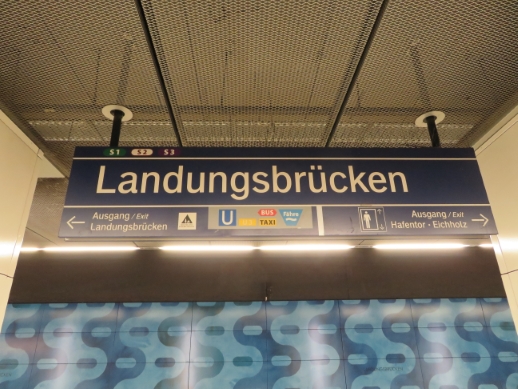 S1 S2 S3
Landungsbrücken
Ausgang / Exit
Landungsbrücken
U BUS TAXI Fähre
Ausgang / Exit
Hafentor · Eichholz